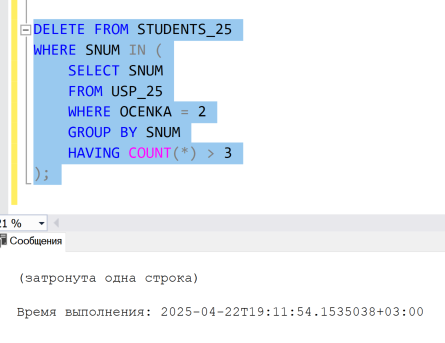 DELETE FROM STUDENTS_25
WHERE SNUM IN (
    SELECT SNUM
    FROM USP_25
    WHERE OCENKA = 2
    GROUP BY SNUM
    HAVING COUNT(*) > 3
);
21 %
Сообщения
(затронута одна строка)
Время выполнения: 2025-04-22T19:11:54.1535038+03:00